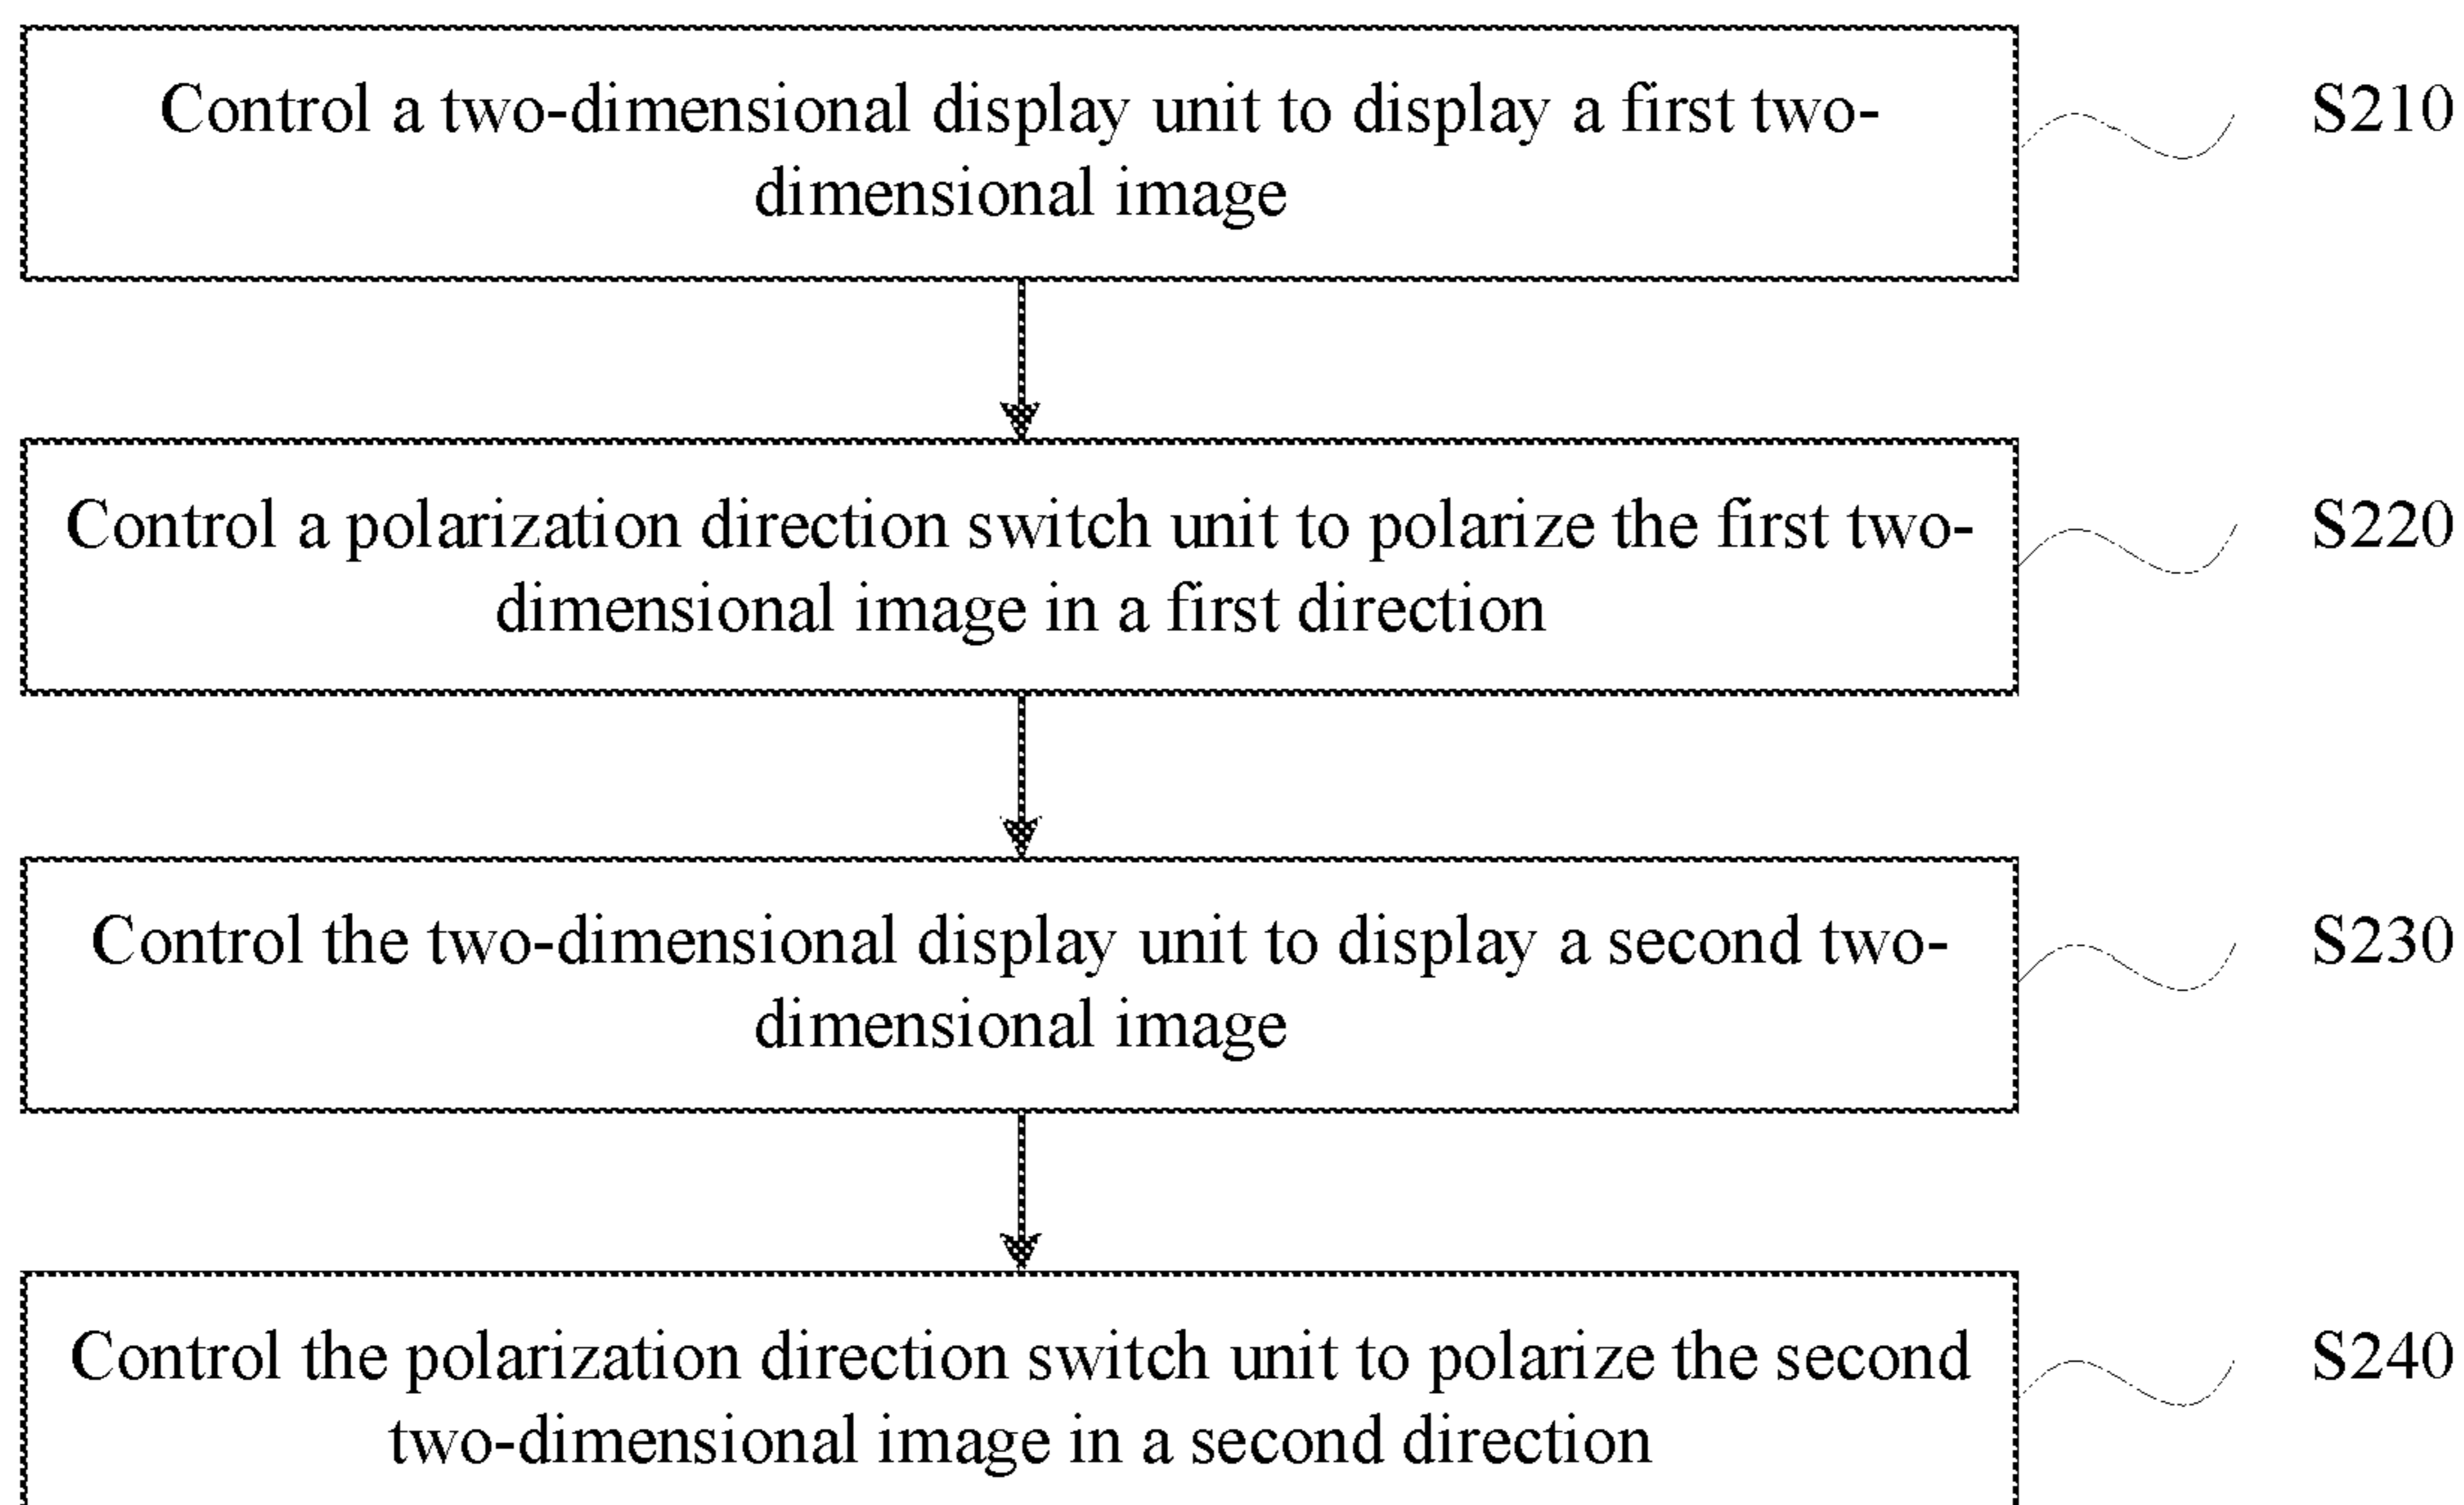 Control a two-dimensional display unit to display a first two-
dimensional image
S210
Control a polarization direction switch unit to polarize the first two-
dimensional image in a first direction
S220
Control the two-dimensional display unit to display a second two-
dimensional image
S230
Control the polarization direction switch unit to polarize the second
two-dimensional image in a second direction
S240